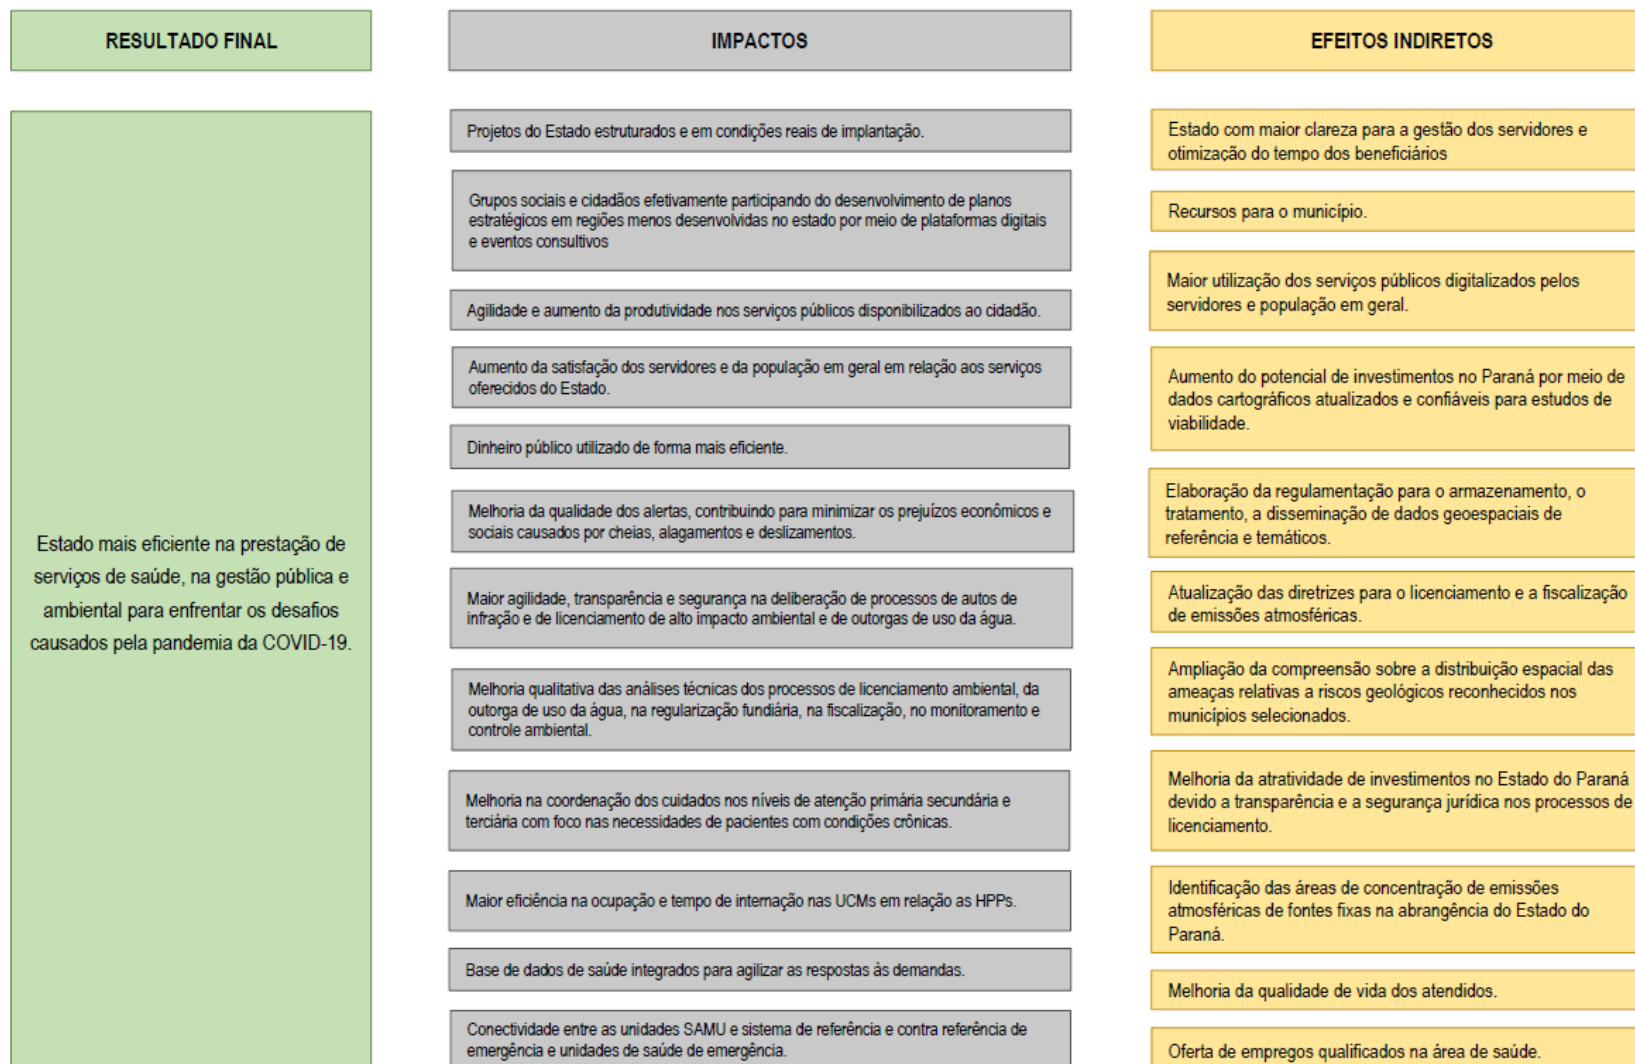 RESULTADO FINAL
Estado mais eficiente na prestação de
serviços de saúde, na gestão pública e
ambiental para enfrentar os desafios
causados pela pandemia da COVID-19.
IMPACTOS
Projetos do Estado estruturados e em condições reais de implantação.
Grupos sociais e cidadãos efetivamente participando do desenvolvimento de planos
estratégicos em regiões menos desenvolvidas no estado por meio de plataformas digitais
e eventos consultivos
Agilidade e aumento da produtividade nos serviços públicos disponibilizados ao cidadão.
Aumento da satisfação dos servidores e da população em geral em relação aos serviços
oferecidos do Estado.
Dinheiro público utilizado de forma mais eficiente.
Melhoria da qualidade dos alertas, contribuindo para minimizar os prejuízos econômicos e
sociais causados por cheias, alagamentos e deslizamentos.
Maior agilidade, transparência e segurança na deliberação de processos de autos de
infração e de licenciamento de alto impacto ambiental e de outorgas de uso da água.
Melhoria qualitativa das análises técnicas dos processos de licenciamento ambiental, da
outorga de uso da água, na regularização fundiária, na fiscalização, no monitoramento e
controle ambiental.
Melhoria na coordenação dos cuidados nos níveis de atenção primária secundária e
terciária com foco nas necessidades de pacientes com condições crônicas.
Maior eficiência na ocupação e tempo de internação nas UCMs em relação as HPPs.
Base de dados de saúde integrados para agilizar as respostas às demandas.
Conectividade entre as unidades SAMU e sistema de referência e contra referência de
emergência e unidades de saúde de emergência.
EFEITOS INDIRETOS
Estado com maior clareza para a gestão dos servidores e
otimização do tempo dos beneficiários
Recursos para o município.
Maior utilização dos serviços públicos digitalizados pelos
servidores e população em geral.
Aumento do potencial de investimentos no Paraná por meio de
dados cartográficos atualizados e confiáveis para estudos de
viabilidade.
Elaboração da regulamentação para o armazenamento, o
tratamento, a disseminação de dados geoespaciais de
referência e temáticos.
Atualização das diretrizes para o licenciamento e a fiscalização
de emissões atmosféricas.
Ampliação da compreensão sobre a distribuição espacial das
ameaças relativas a riscos geológicos reconhecidos nos
municípios selecionados.
Melhoria da atratividade de investimentos no Estado do Paraná
devido a transparência e a segurança jurídica nos processos de
licenciamento.
Identificação das áreas de concentração de emissões
atmosféricas de fontes fixas na abrangência do Estado do
Paraná.
Melhoria da qualidade de vida dos atendidos.
Oferta de empregos qualificados na área de saúde.